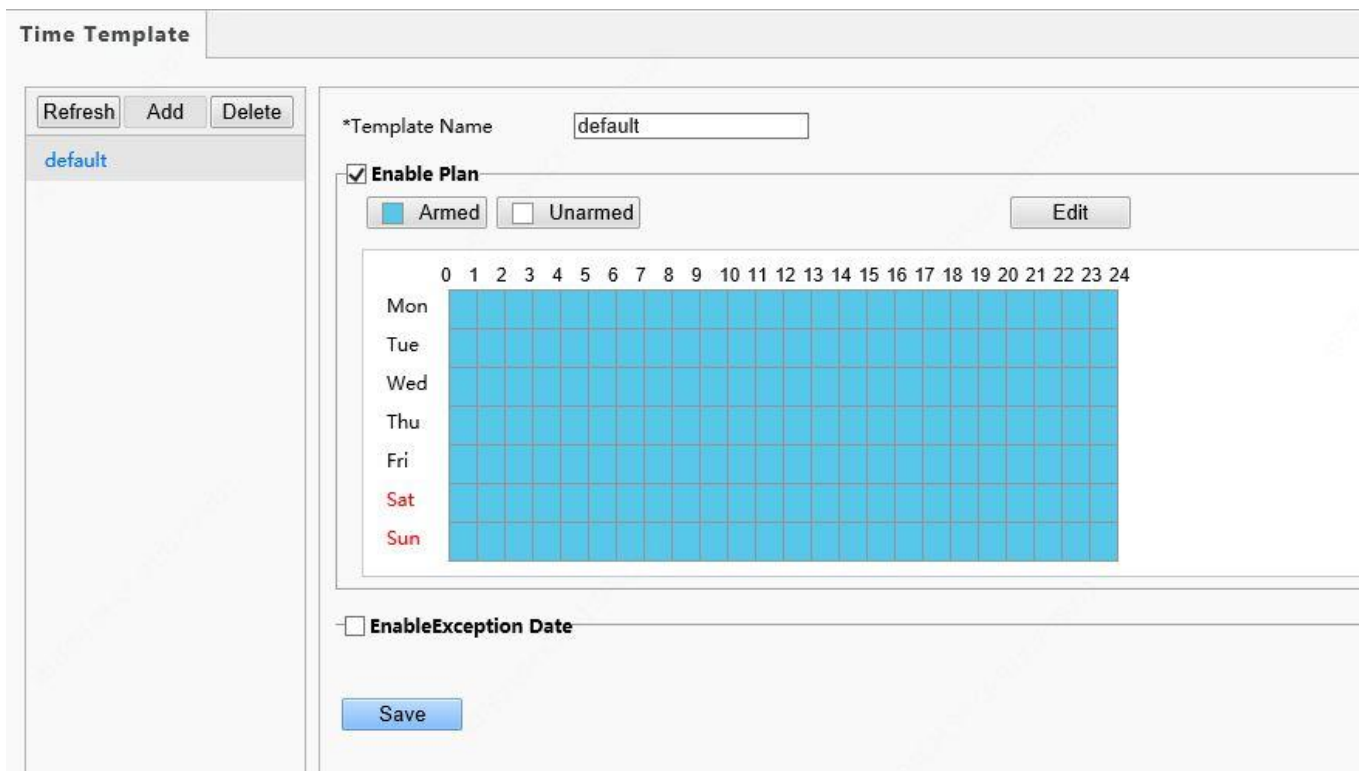 Time Template
Refresh Add Delete
default
*Template Name default
Enable Plan
Armed Unarmed Edit
0 1 2 3 4 5 6 7 8 9 10 11 12 13 14 15 16 17 18 19 20 21 22 23 24
Mon
Tue
Wed
Thu
Fri
Sat
Sun
EnableException Date
Save